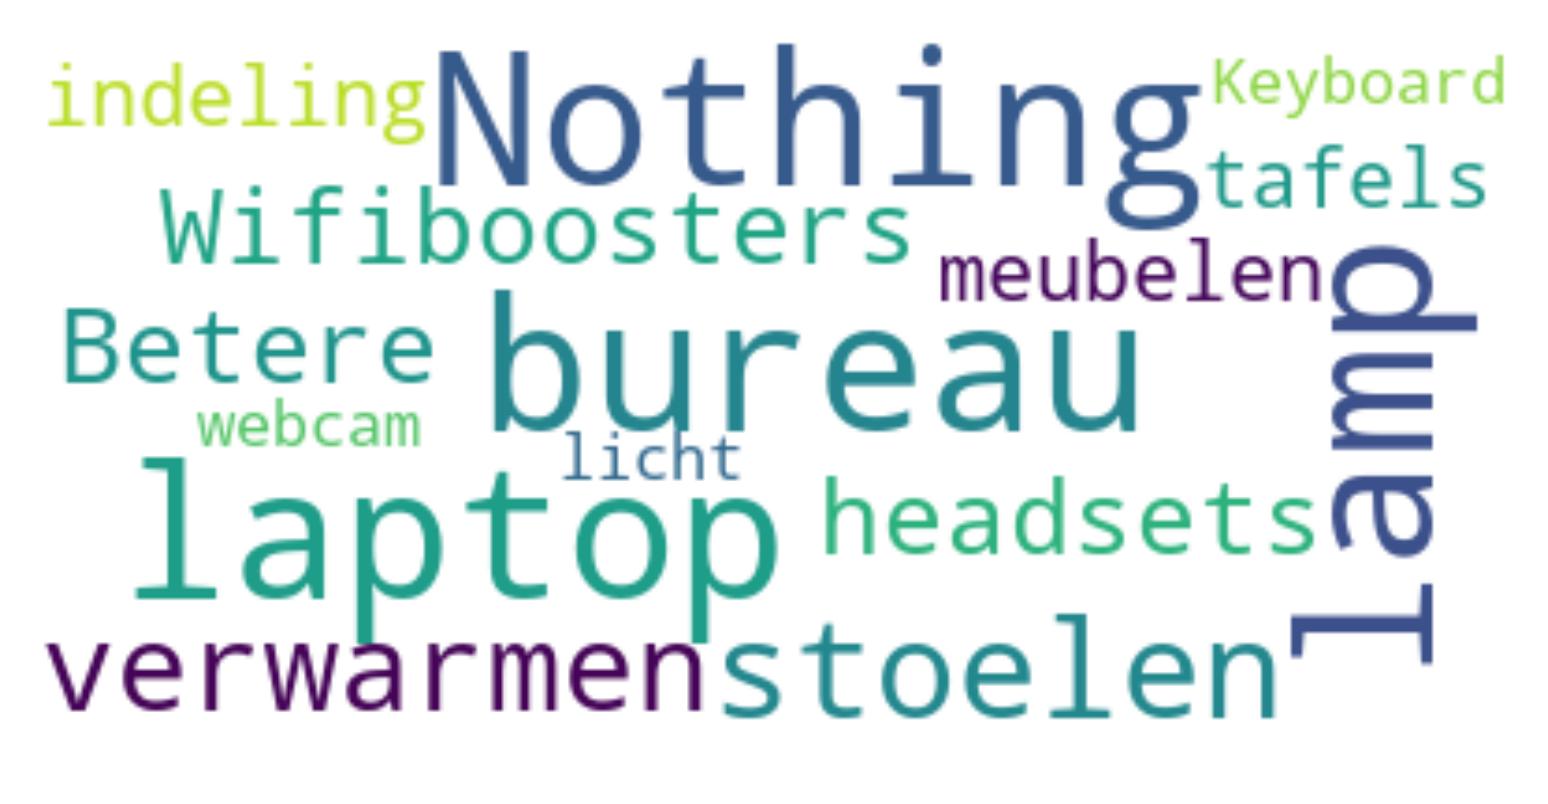 indeling Nothing Keyboard
tafels
Wifiboosters
meubelen
Betere bureau lamp
webcam
licht
laptop headsets
verwarmen stoelen